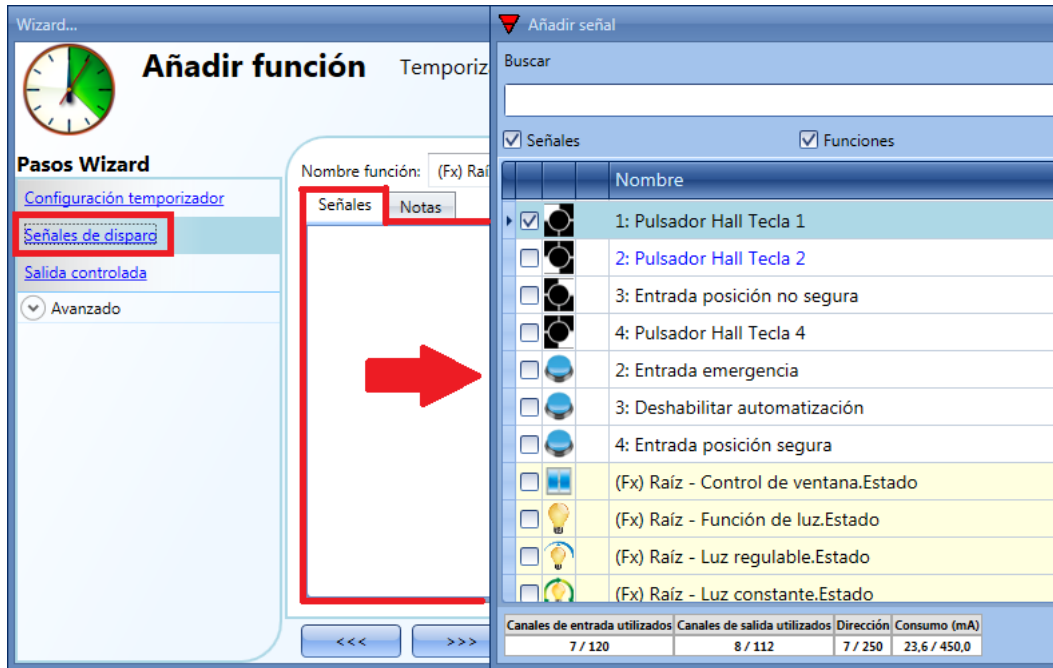 Wizard...
Añadir función Temporiz
Pasos Wizard
Configuración temporizador
Señales de disparo
Salida controlada
Avanzado
Nombre función: (Fx) Raí
Señales Notas
<<< >>>
Añadir señal
Buscar
Señales Funciones
Nombre
1: Pulsador Hall Tecla 1
2: Pulsador Hall Tecla 2
3: Entrada posición no segura
4: Pulsador Hall Tecla 4
2: Entrada emergencia
3: Deshabilitar automatización
4: Entrada posición segura
(Fx) Raíz - Control de ventana.Estado
(Fx) Raíz - Función de luz.Estado
(Fx) Raíz - Luz regulable.Estado
(Fx) Raíz - Luz constante.Estado
Canales de entrada utilizados Canales de salida utilizados Dirección Consumo (mA)
7 / 120 8 / 112 7 / 250 23,6 / 450,0